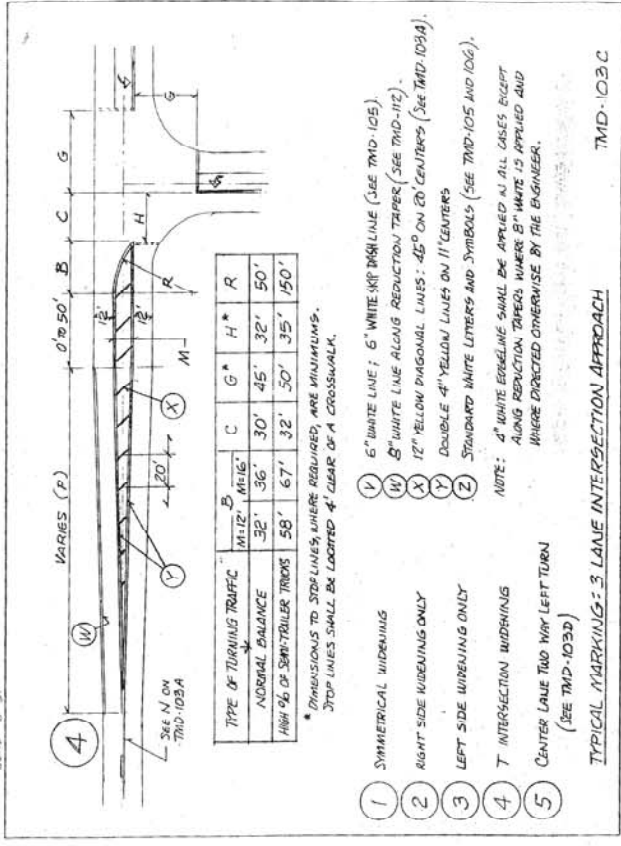 4
VARIES (P)
0' TO 50'
B
C
G
W
12'
12'
G
H
R
M
X
20'
Y
SEE N ON
TMD-103A
TYPE OF TURNING TRAFFIC
B
M=12' M=16'
C
G*
H*
R
NORMAL BALANCE 32' 36' 30' 45' 32' 50'
HIGH % OF SEMI-TRAILER TRUCKS 58' 67' 32' 50' 35' 150'
* DIMENSIONS TO STOP LINES, WHERE REQUIRED, ARE MINIMUMS.
STOP LINES SHALL BE LOCATED 4' CLEAR OF A CROSSWALK.
1 SYMMETRICAL WIDENING
2 RIGHT SIDE WIDENING ONLY
3 LEFT SIDE WIDENING ONLY
4 T INTERSECTION WIDENING
5 CENTER LANE TWO WAY LEFT TURN
(SEE TMD-103D)
V 6" WHITE LINE; 6" WHITE SKIP DASH LINE (SEE TMD-105).
W 8" WHITE LINE ALONG REDUCTION TAPER (SEE TMD-112).
X 12" YELLOW DIAGONAL LINES: 45° ON 20' CENTERS (SEE TMD-103A).
Y DOUBLE 4" YELLOW LINES ON 11" CENTERS
Z STANDARD WHITE LETTERS AND SYMBOLS (SEE TMD-105 AND 106).
NOTE: 4" WHITE EDGELINE SHALL BE APPLIED IN ALL CASES EXCEPT
ALONG REDUCTION TAPERS WHERE 8" WHITE IS APPLIED AND
WHERE DIRECTED OTHERWISE BY THE ENGINEER.
TYPICAL MARKING: 3 LANE INTERSECTION APPROACH TMD-103C